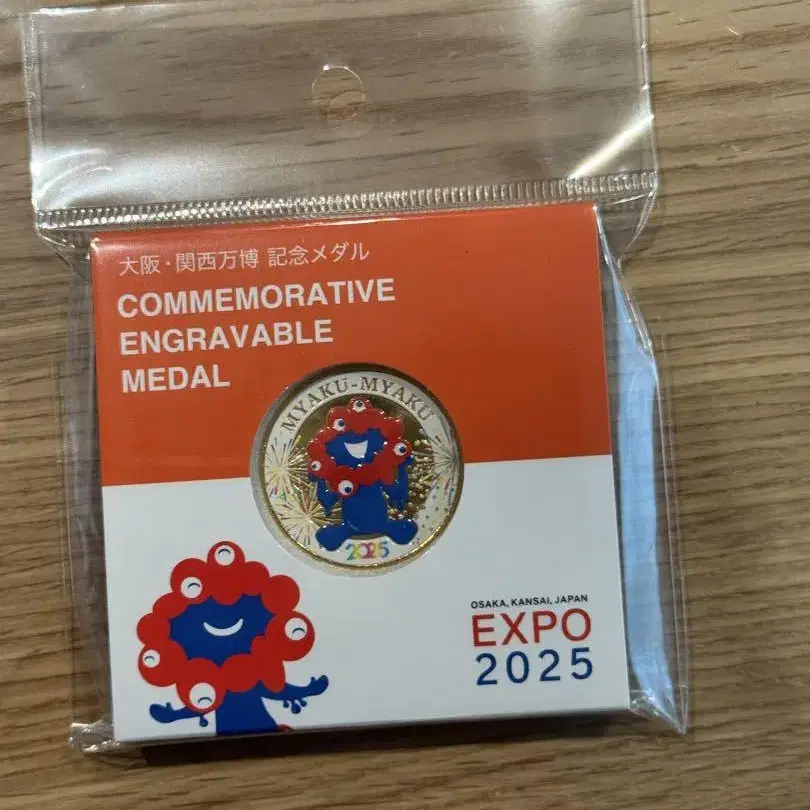 大阪・関西万博 記念メダル
COMMEMORATIVE
ENGRAVABLE
MEDAL
MYAKU-MYAKU
2025
OSAKA, KANSAI, JAPAN
EXPO
2025